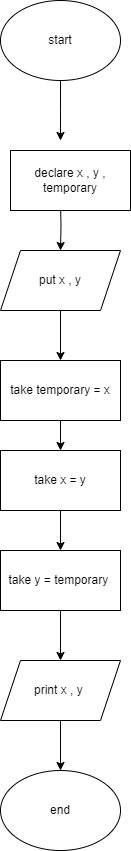 start
declare x , y ,
temporary
put x , y
take temporary = x
take x = y
take y = temporary
print x , y
end